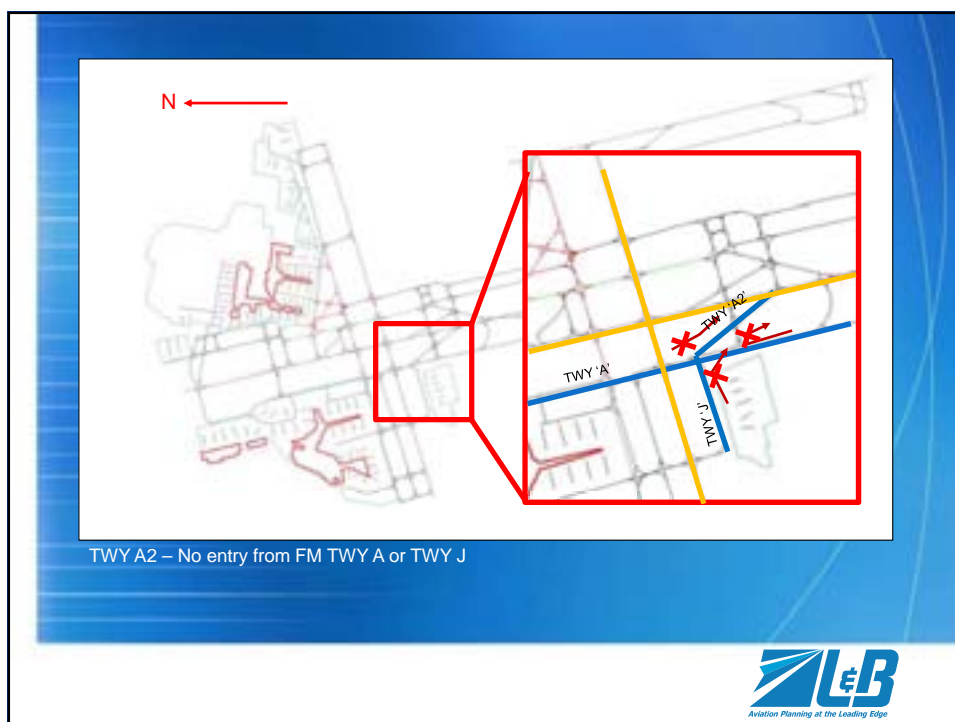 N
TWY 'A2'
TWY 'A'
TWY 'J'
TWY A2 – No entry from FM TWY A or TWY J
L&B
Aviation Planning at the Leading Edge